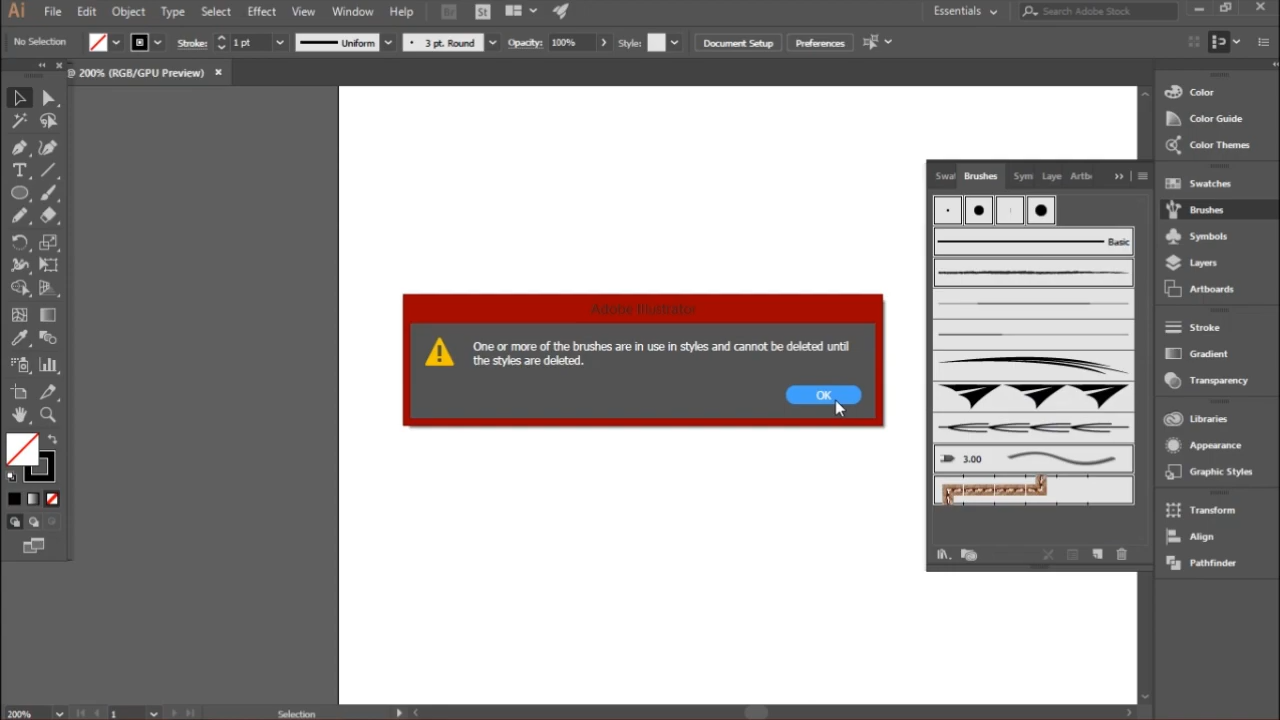 Ai File Edit Object Type Select Effect View Window Help Br St Essentials Search Adobe Stock
No Selection Stroke: 1 pt Uniform 3 pt. Round Opacity: 100% Style: Document Setup Preferences
@ 200% (RGB/GPU Preview)
Color
Color Guide
Color Themes
Swatches
Brushes
Symbols
Layers
Artboards
Stroke
Gradient
Transparency
Libraries
Appearance
Graphic Styles
Transform
Align
Pathfinder
Swat Brushes Sym Laye Artb
Basic
3.00
Adobe Illustrator
One or more of the brushes are in use in styles and cannot be deleted until
the styles are deleted.
OK
200% 1 Selection